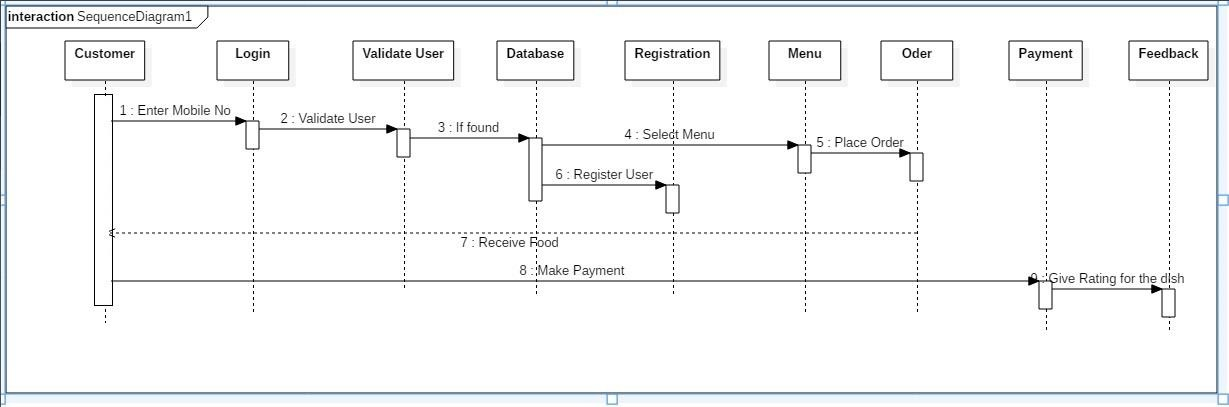 interaction SequenceDiagram1
Customer
Login
Validate User
Database
Registration
Menu
Oder
Payment
Feedback
1 : Enter Mobile No
2 : Validate User
3 : If found
4 : Select Menu
5 : Place Order
6 : Register User
7 : Receive Food
8 : Make Payment
9 : Give Rating for the dish